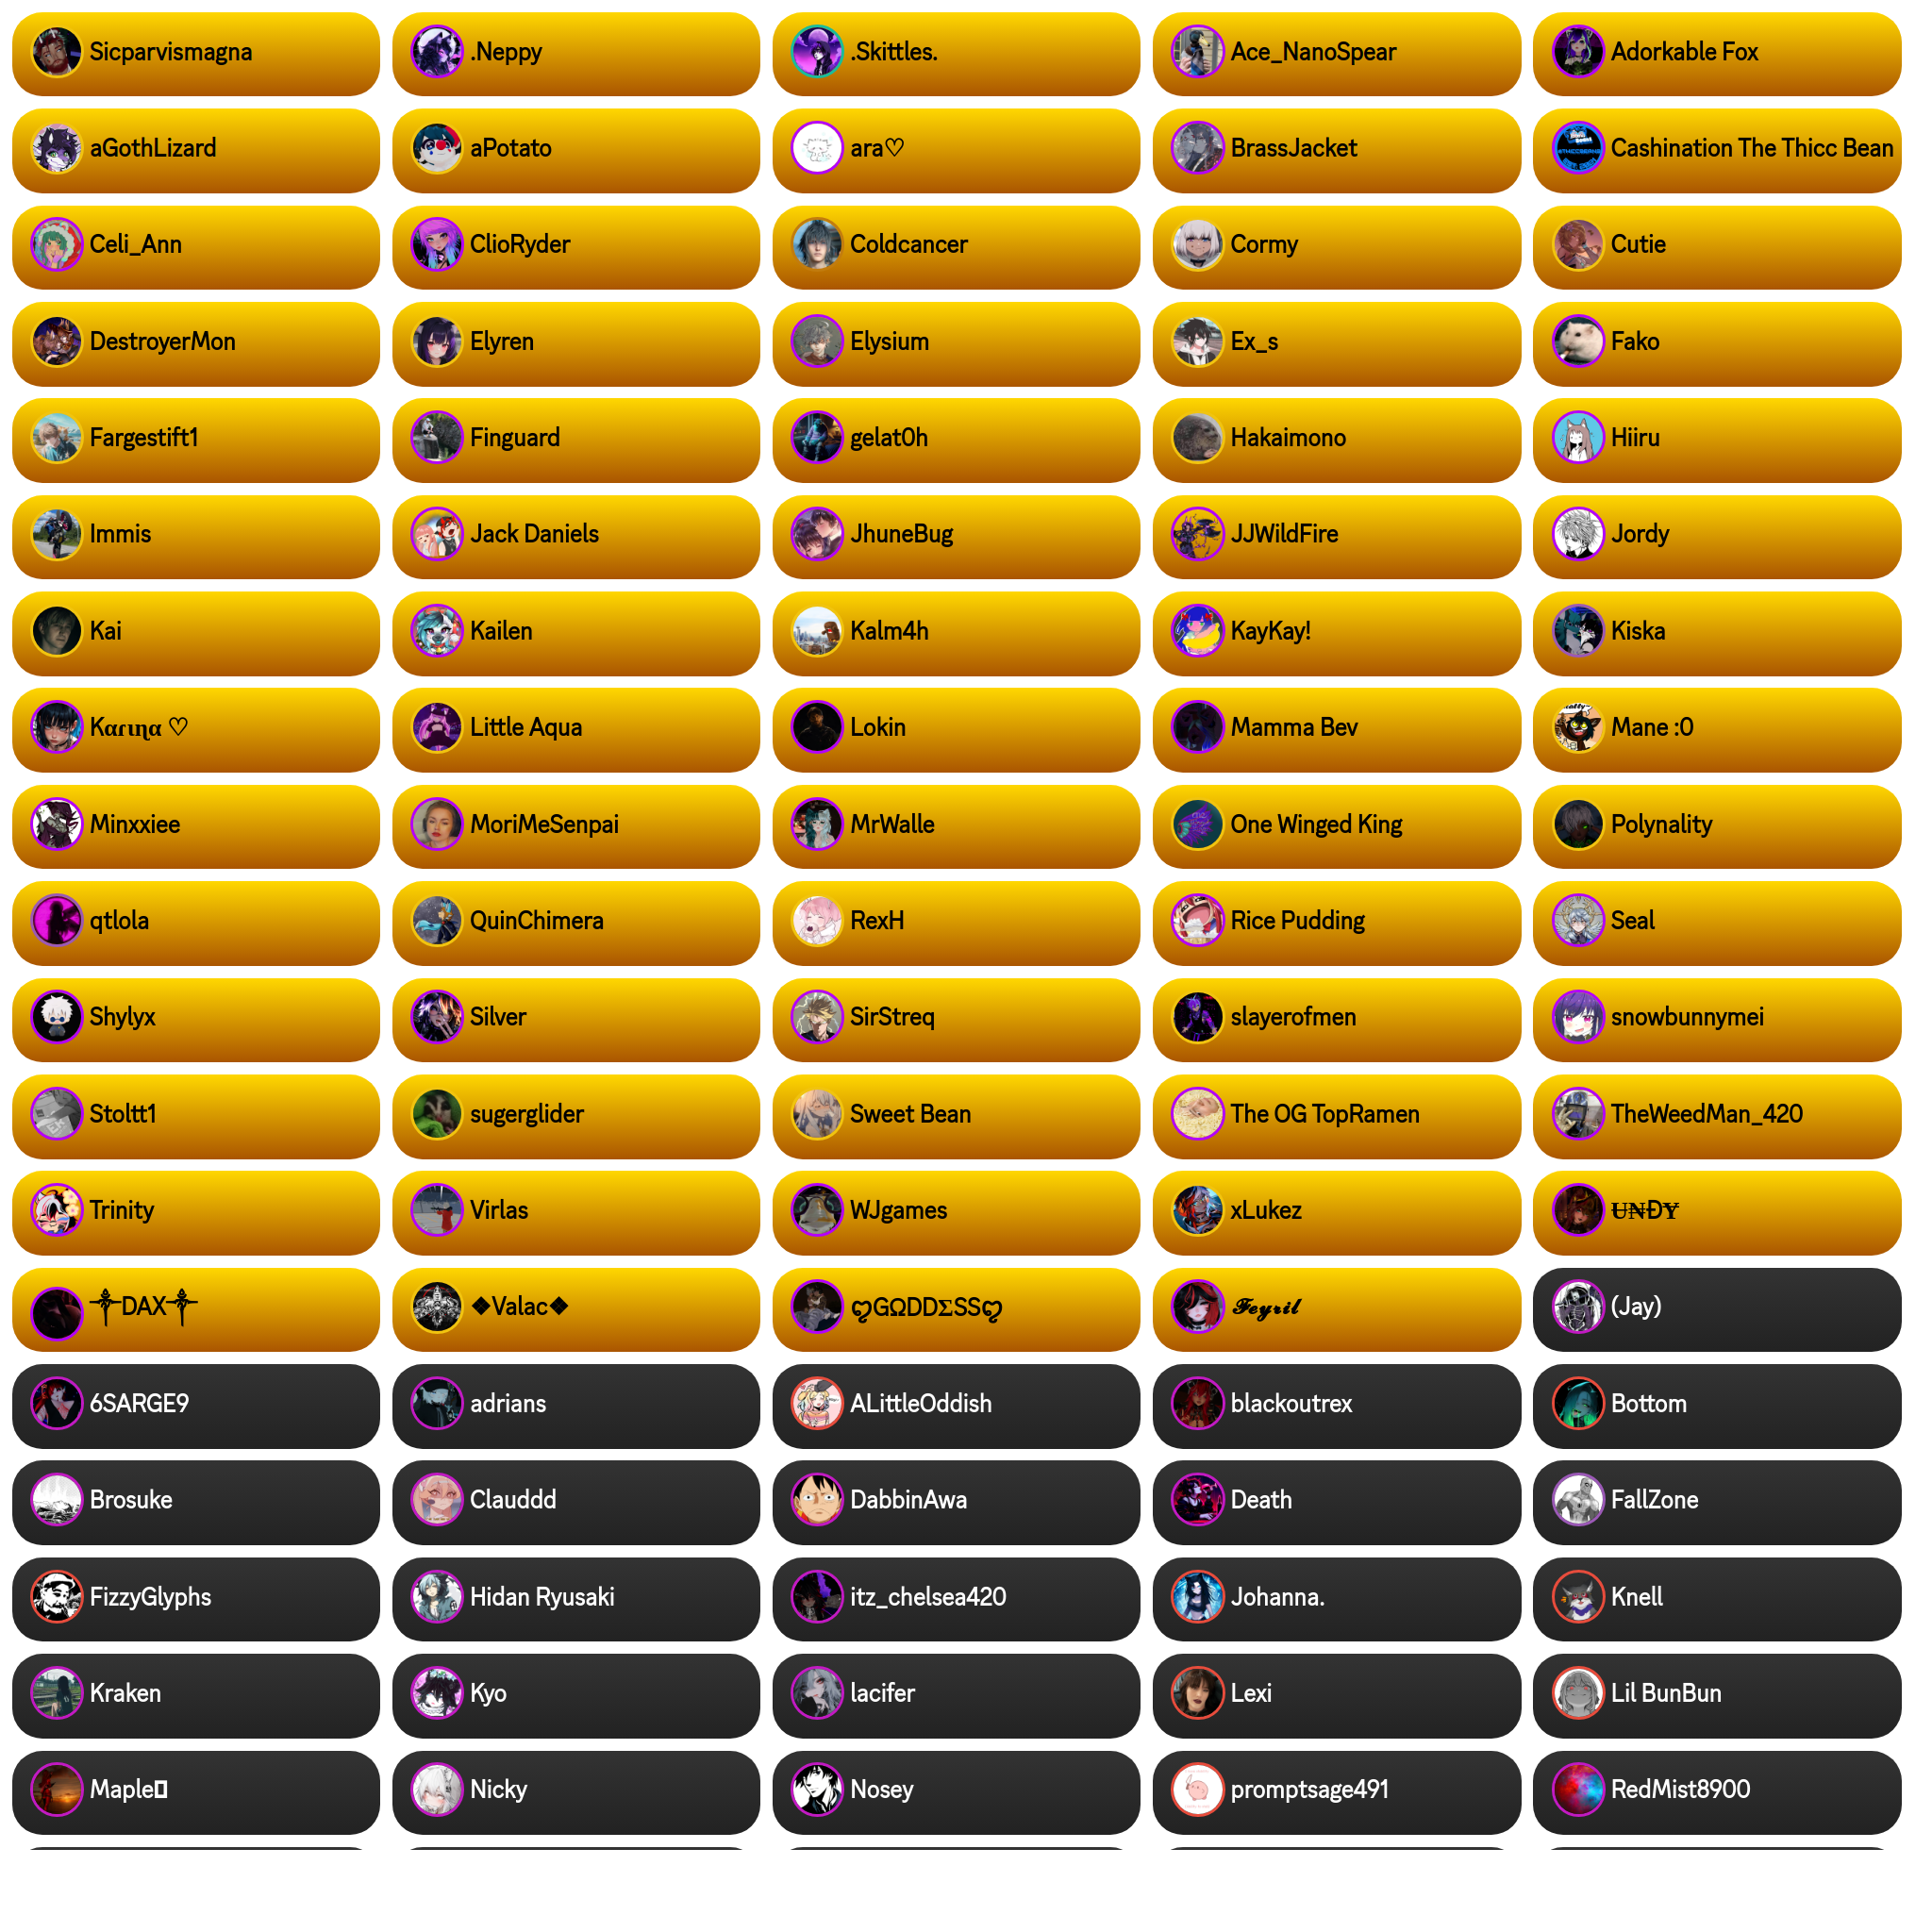 Sicparvismagna
.Neppy
.Skittles.
Ace_NanoSpear
Adorkable Fox
aGothLizard
aPotato
ara♡
BrassJacket
Cashination The Thicc Bean
Celi_Ann
ClioRyder
Coldcancer
Cormy
Cutie
DestroyerMon
Elyren
Elysium
Ex_s
Fako
Fargestift1
Finguard
gelat0h
Hakaimono
Hiiru
Immis
Jack Daniels
JhuneBug
JJWildFire
Jordy
Kai
Kailen
Kalm4h
KayKay!
Kiska
Kαɾιɳα ♡
Little Aqua
Lokin
Mamma Bev
Mane :0
Minxxiee
MoriMeSenpai
MrWalle
One Winged King
Polynality
qtlola
QuinChimera
RexH
Rice Pudding
Seal
Shylyx
Silver
SirStreq
slayerofmen
snowbunnymei
Stoltt1
sugerglider
Sweet Bean
The OG TopRamen
TheWeedMan_420
Trinity
Virlas
WJgames
xLukez
U̶N̶ĐY̶
༒DAX༒
❖Valac❖
ღGΩDDΣSSღ
𝓕𝓮𝔂𝓻𝓲𝓵
(Jay)
6SARGE9
adrians
ALittleOddish
blackoutrex
Bottom
Brosuke
Clauddd
DabbinAwa
Death
FallZone
FizzyGlyphs
Hidan Ryusaki
itz_chelsea420
Johanna.
Knell
Kraken
Kyo
lacifer
Lexi
Lil BunBun
Maple
Nicky
Nosey
promptsage491
RedMist8900